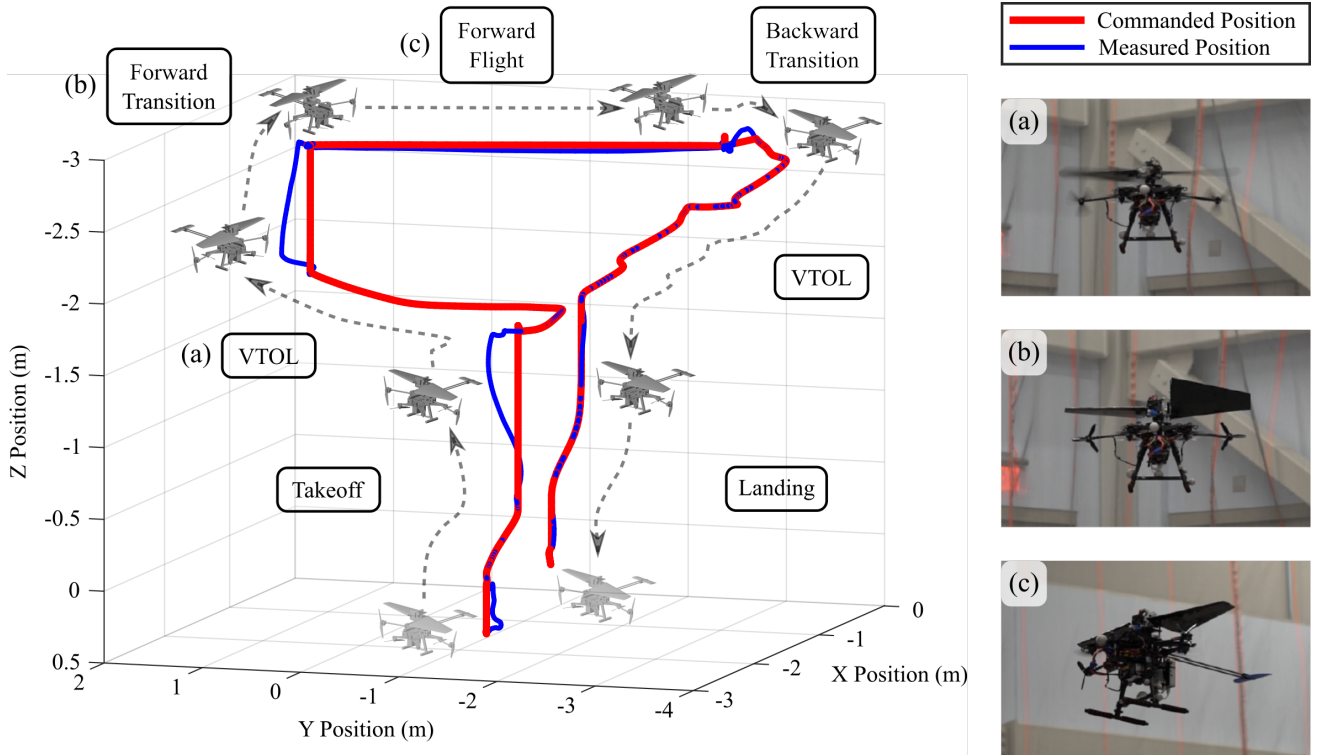 (c)
Forward
Flight
Backward
Transition
(b)
Forward
Transition
Commanded Position
Measured Position
(a)
-3
-2.5
-2
-1.5
-1
-0.5
0
0.5
Z Position (m)
(a)
VTOL
VTOL
Takeoff
Landing
(b)
(c)
2
1
0
-1
-2
-3
-4
Y Position (m)
-3
-2
-1
0
X Position (m)